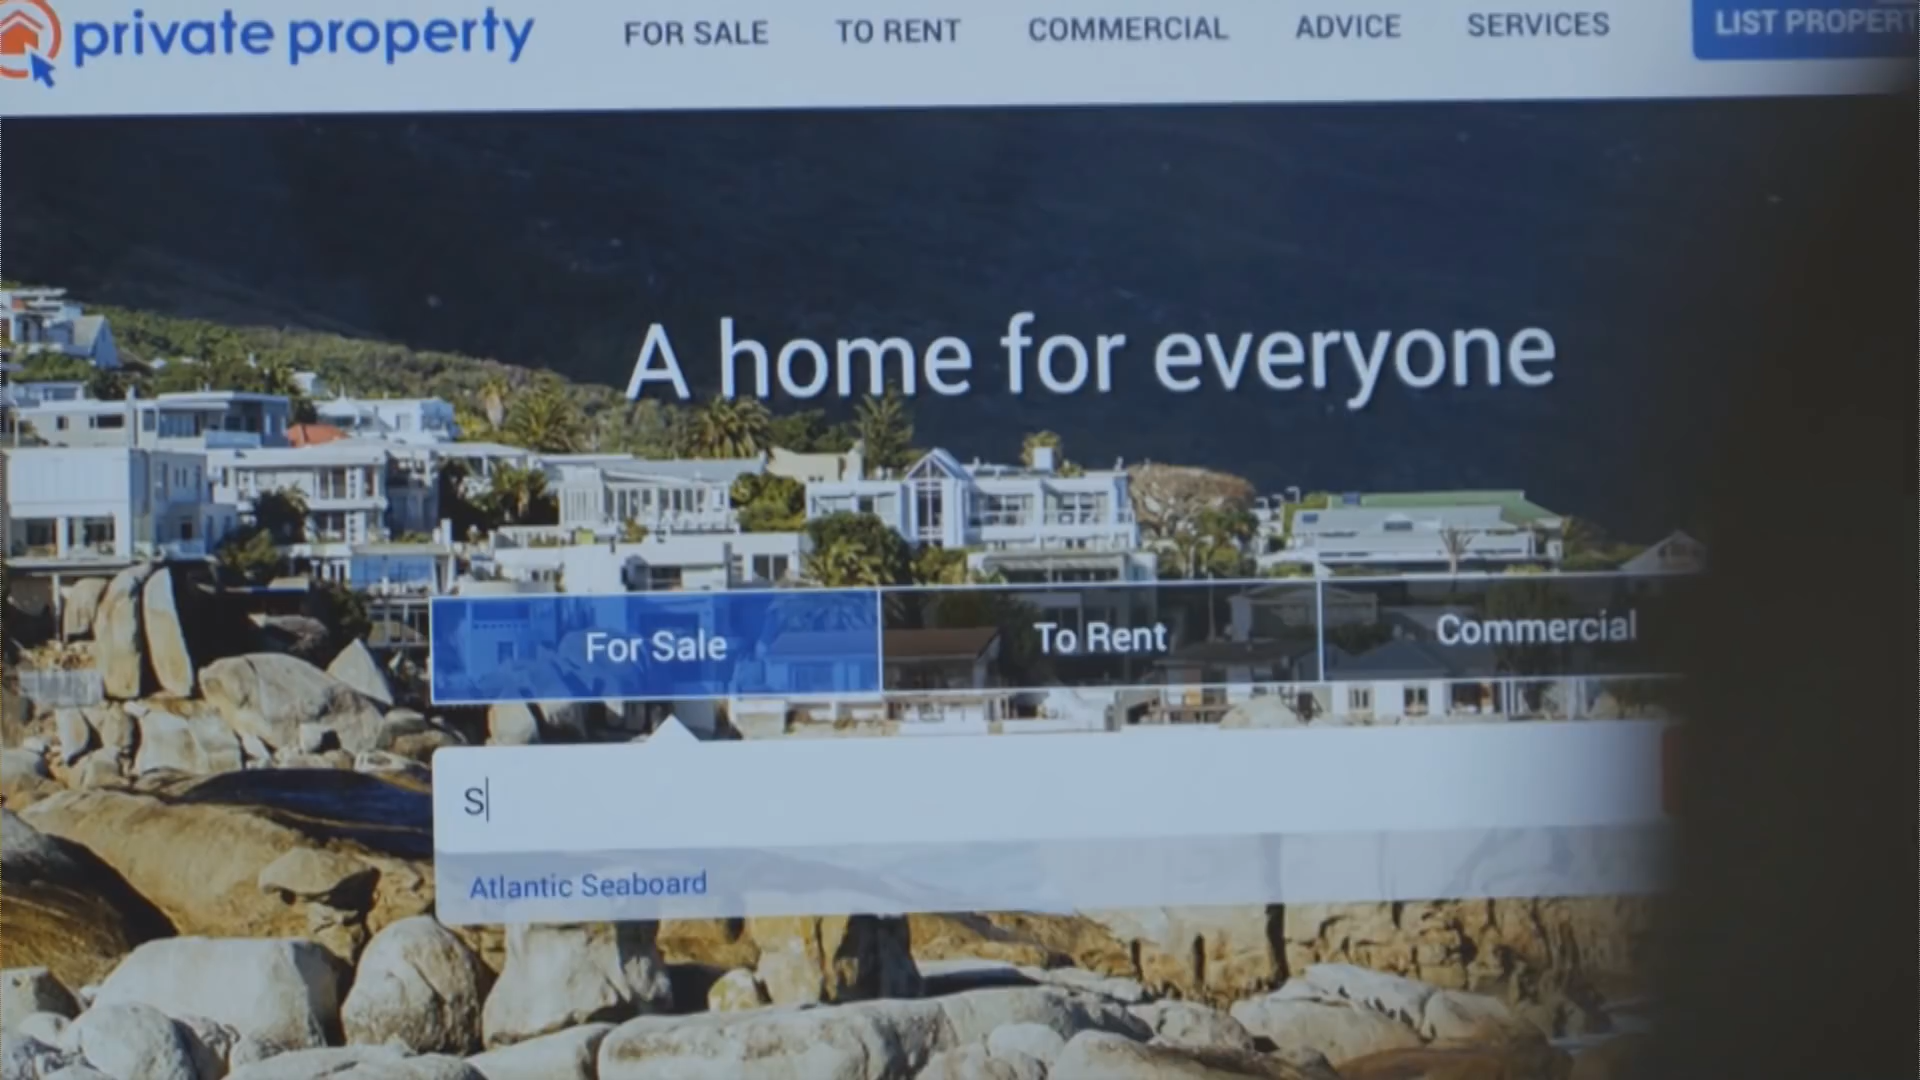 private property
FOR SALE
TO RENT
COMMERCIAL
ADVICE
SERVICES
LIST PROPERT
A home for everyone
For Sale
To Rent
Commercial
S
Atlantic Seaboard